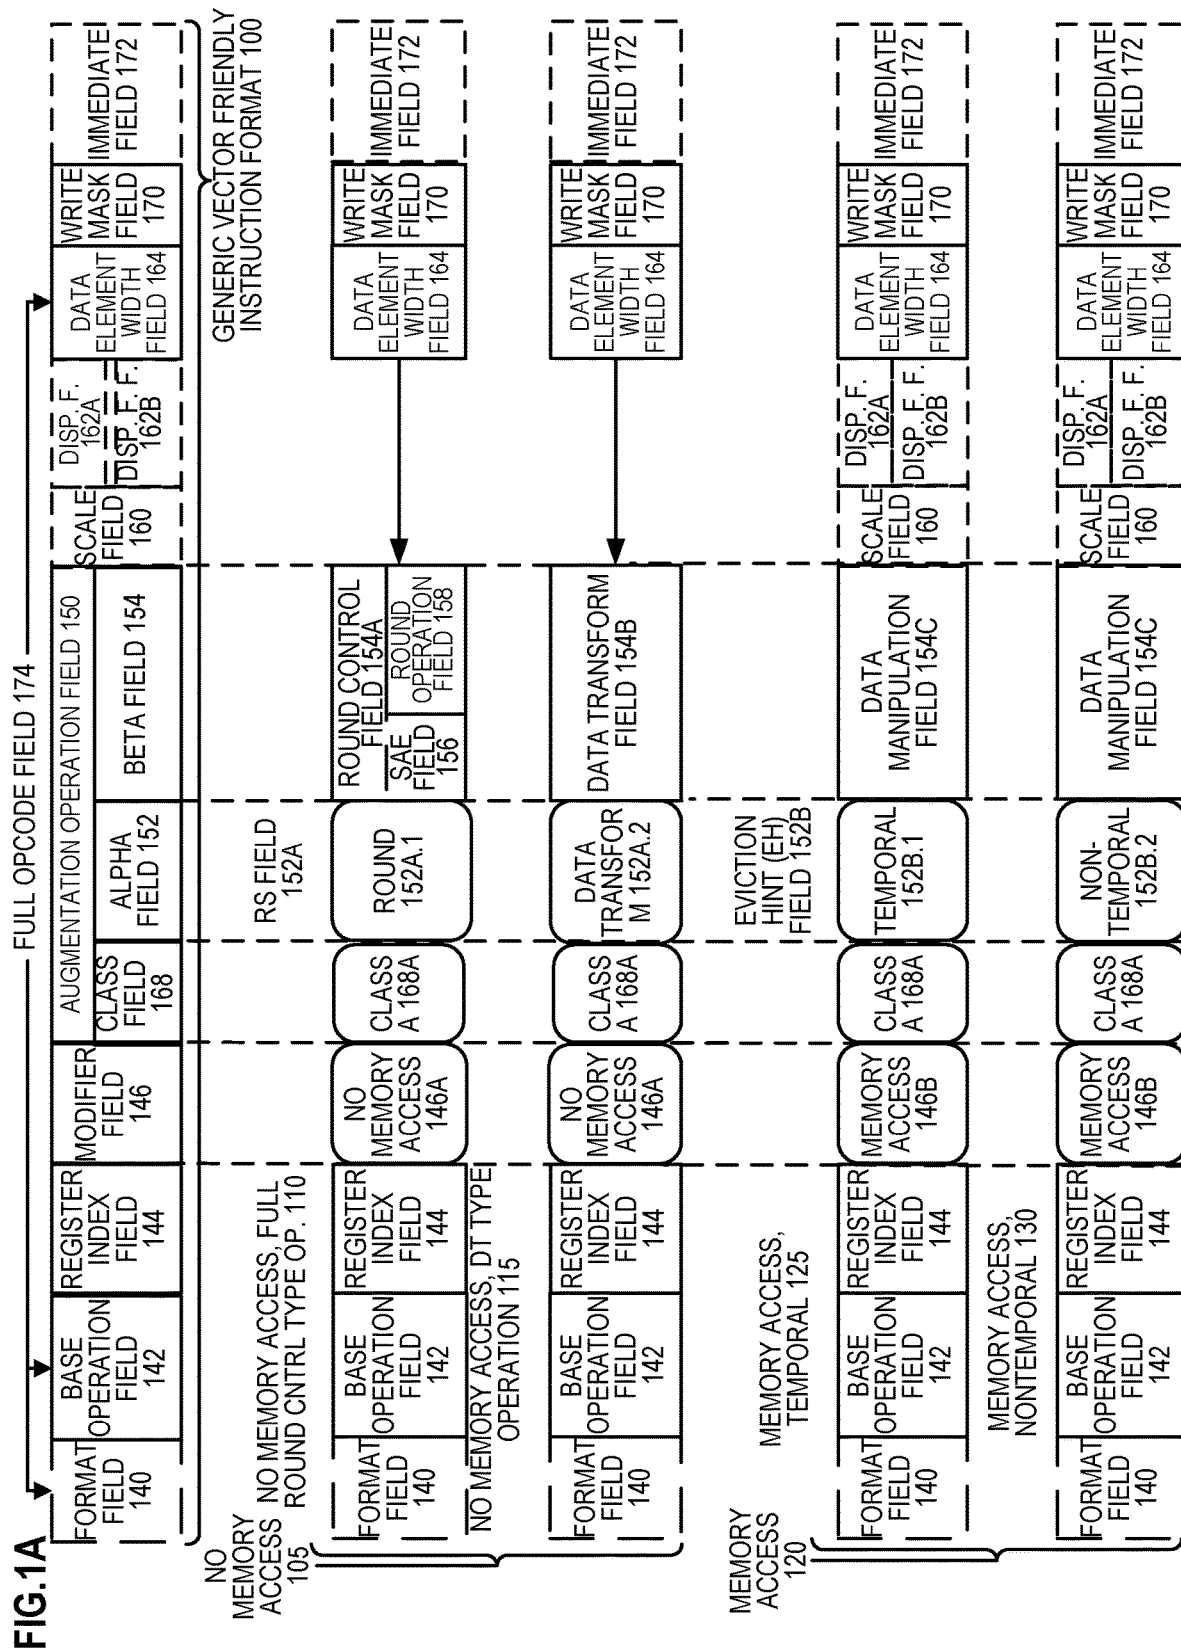 FIG.1A
FULL OPCODE FIELD 174
FORMAT
FIELD
140
BASE
OPERATION
FIELD
142
REGISTER
INDEX
FIELD
144
MODIFIER
FIELD
146
AUGMENTATION OPERATION FIELD 150
CLASS
FIELD
168
ALPHA
FIELD 152
BETA FIELD 154
SCALE
FIELD
160
DISP. F.
162A
DISP. F. F.
162B
DATA
ELEMENT
WIDTH
FIELD 164
WRITE
MASK
FIELD
170
IMMEDIATE
FIELD 172
GENERIC VECTOR FRIENDLY
INSTRUCTION FORMAT 100
NO
MEMORY
ACCESS
105
NO MEMORY ACCESS, FULL
ROUND CNTRL TYPE OP. 110
RS FIELD
152A
FORMAT
FIELD
140
BASE
OPERATION
FIELD
142
REGISTER
INDEX
FIELD
144
NO
MEMORY
ACCESS
146A
CLASS
A 168A
ROUND
152A.1
ROUND CONTROL
FIELD 154A
SAE
FIELD
156
ROUND
OPERATION
FIELD 158
DATA
ELEMENT
WIDTH
FIELD 164
WRITE
MASK
FIELD
170
IMMEDIATE
FIELD 172
NO MEMORY ACCESS, DT TYPE
OPERATION 115
FORMAT
FIELD
140
BASE
OPERATION
FIELD
142
REGISTER
INDEX
FIELD
144
NO
MEMORY
ACCESS
146A
CLASS
A 168A
DATA
TRANSFOR
M 152A.2
DATA TRANSFORM
FIELD 154B
DATA
ELEMENT
WIDTH
FIELD 164
WRITE
MASK
FIELD
170
IMMEDIATE
FIELD 172
MEMORY
ACCESS
120
MEMORY ACCESS,
TEMPORAL 125
EVICTION
HINT (EH)
FIELD 152B
FORMAT
FIELD
140
BASE
OPERATION
FIELD
142
REGISTER
INDEX
FIELD
144
MEMORY
ACCESS
146B
CLASS
A 168A
TEMPORAL
152B.1
DATA
MANIPULATION
FIELD 154C
SCALE
FIELD
160
DISP. F.
162A
DISP. F. F.
162B
DATA
ELEMENT
WIDTH
FIELD 164
WRITE
MASK
FIELD
170
IMMEDIATE
FIELD 172
MEMORY ACCESS,
NONTEMPORAL 130
FORMAT
FIELD
140
BASE
OPERATION
FIELD
142
REGISTER
INDEX
FIELD
144
MEMORY
ACCESS
146B
CLASS
A 168A
NON-
TEMPORAL
152B.2
DATA
MANIPULATION
FIELD 154C
SCALE
FIELD
160
DISP. F.
162A
DISP. F. F.
162B
DATA
ELEMENT
WIDTH
FIELD 164
WRITE
MASK
FIELD
170
IMMEDIATE
FIELD 172